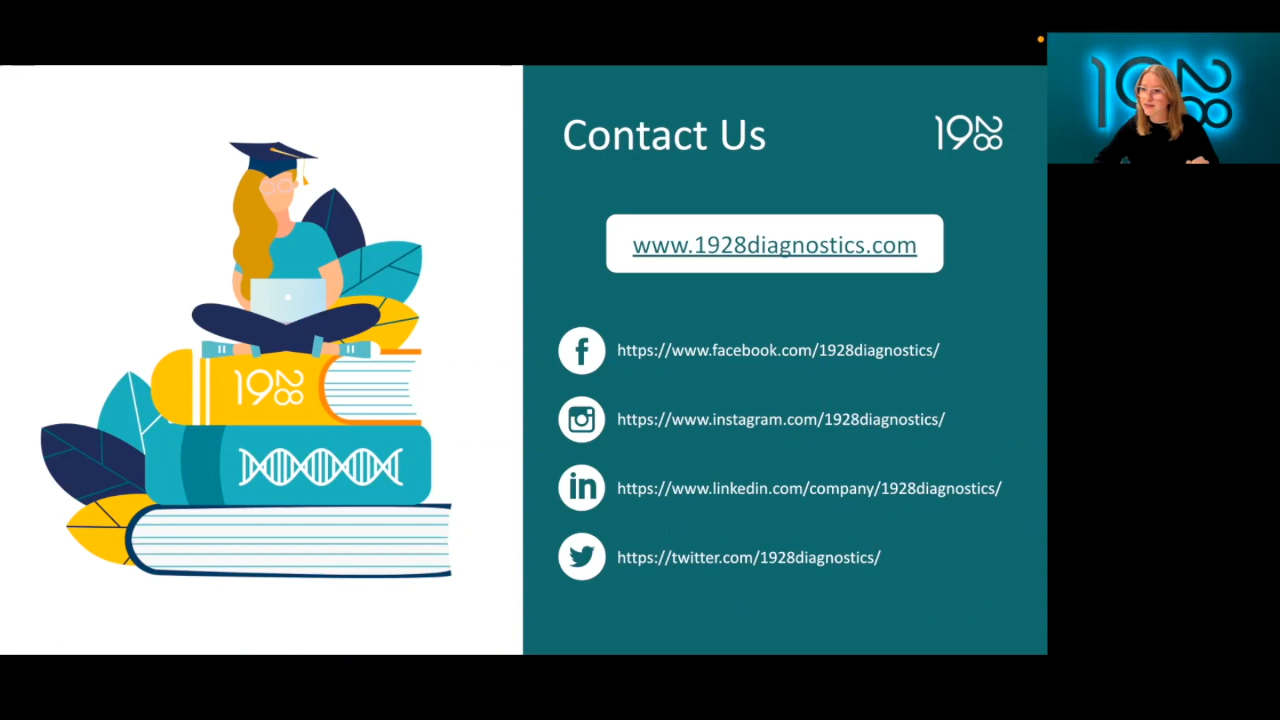 Contact Us
1928
www.1928diagnostics.com
https://www.facebook.com/1928diagnostics/
https://www.instagram.com/1928diagnostics/
https://www.linkedin.com/company/1928diagnostics/
https://twitter.com/1928diagnostics/
1928
1928